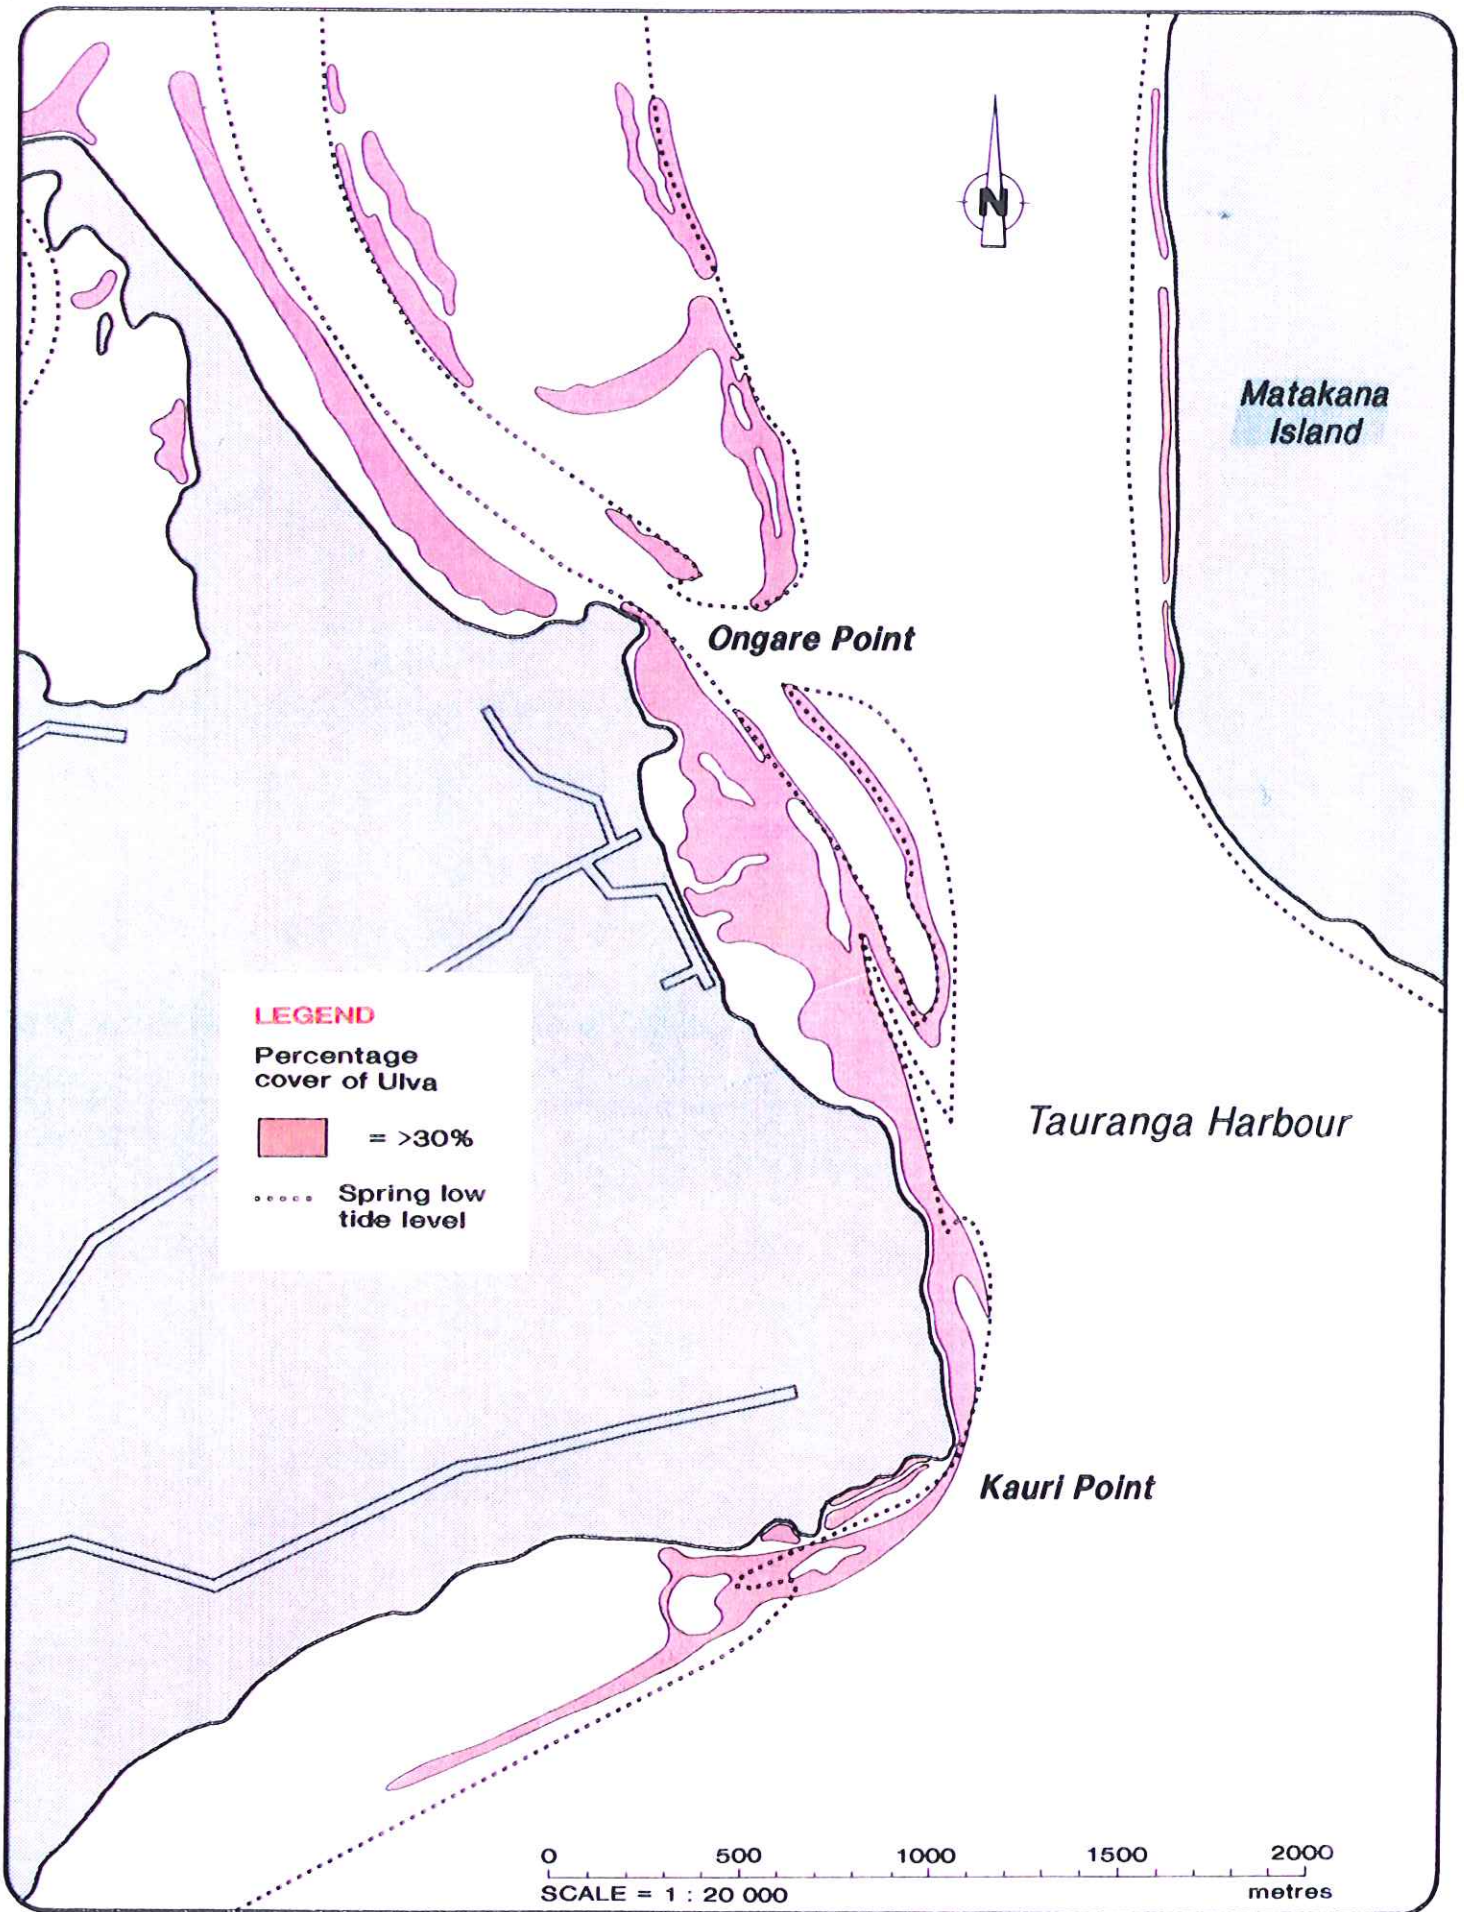 N
Matakana
Island
Ongare Point
LEGEND
Percentage
cover of Ulva
= >30%
Spring low
tide level
Tauranga Harbour
Kauri Point
0 500 1000 1500 2000
SCALE = 1 : 20 000 metres